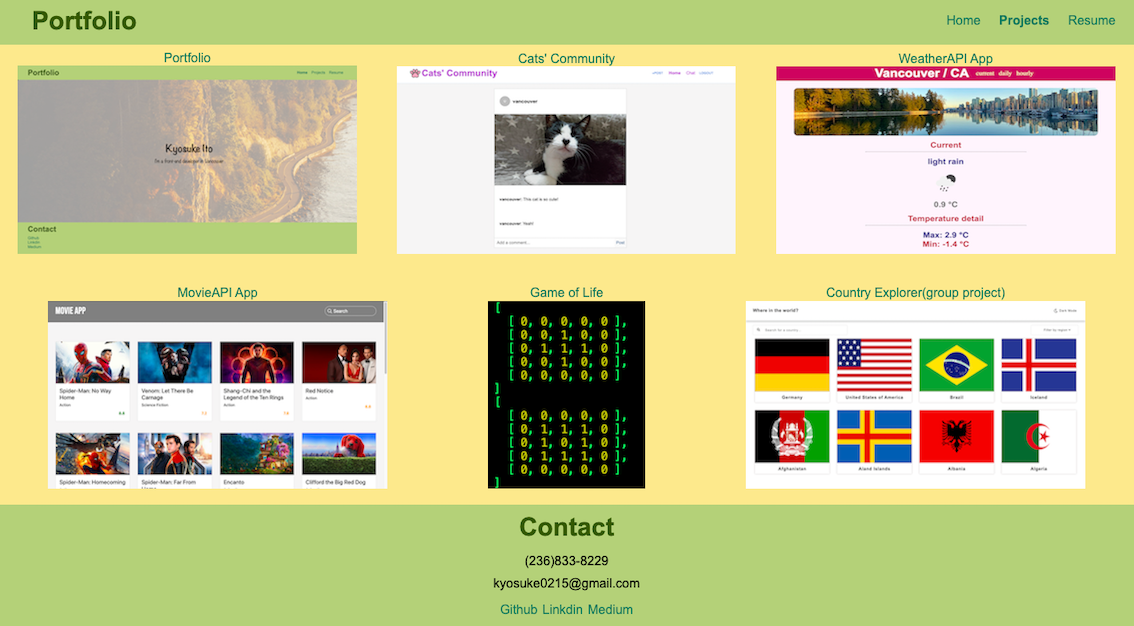 Portfolio
Home Projects Resume
Portfolio
Portfolio
Home Projects Resume
Kyosuke Ito
Contact
Github
Linkdin
Medium
Cats' Community
Cats' Community
Home Chat
vancouver
vancouver: This cat is so cute!
vancouver: Yeah!
Add a comment...
Post
WeatherAPI App
Vancouver / CA current daily hourly
Current
light rain
0.9 °C
Temperature detail
Max: 2.9 °C
Min: -1.4 °C
MovieAPI App
MOVIE APP
Search
Spider-Man: No Way
Home
Action
8.8
Venom: Let There Be
Carnage
Science Fiction
7.2
Shang-Chi and the
Legend of the Ten Rings
Action
7.8
Red Notice
Action
6.8
Spider-Man: Homecoming
Spider-Man: Far From
Encanto
Clifford the Big Red Dog
Game of Life
[
[ 0, 0, 0, 0, 0 ],
[ 0, 0, 1, 0, 0 ],
[ 0, 1, 1, 1, 0 ],
[ 0, 0, 1, 0, 0 ],
[ 0, 0, 0, 0, 0 ]
]
[
[ 0, 0, 0, 0, 0 ],
[ 0, 1, 1, 1, 0 ],
[ 0, 1, 0, 1, 0 ],
[ 0, 1, 1, 1, 0 ],
[ 0, 0, 0, 0, 0 ]
]
Country Explorer(group project)
Where in the world?
Dark Mode
Search for a country...
Filter by region
Germany
United States of America
Brazil
Iceland
Afghanistan
Aland Islands
Albania
Algeria
Contact
(236)833-8229
kyosuke0215@gmail.com
Github Linkdin Medium